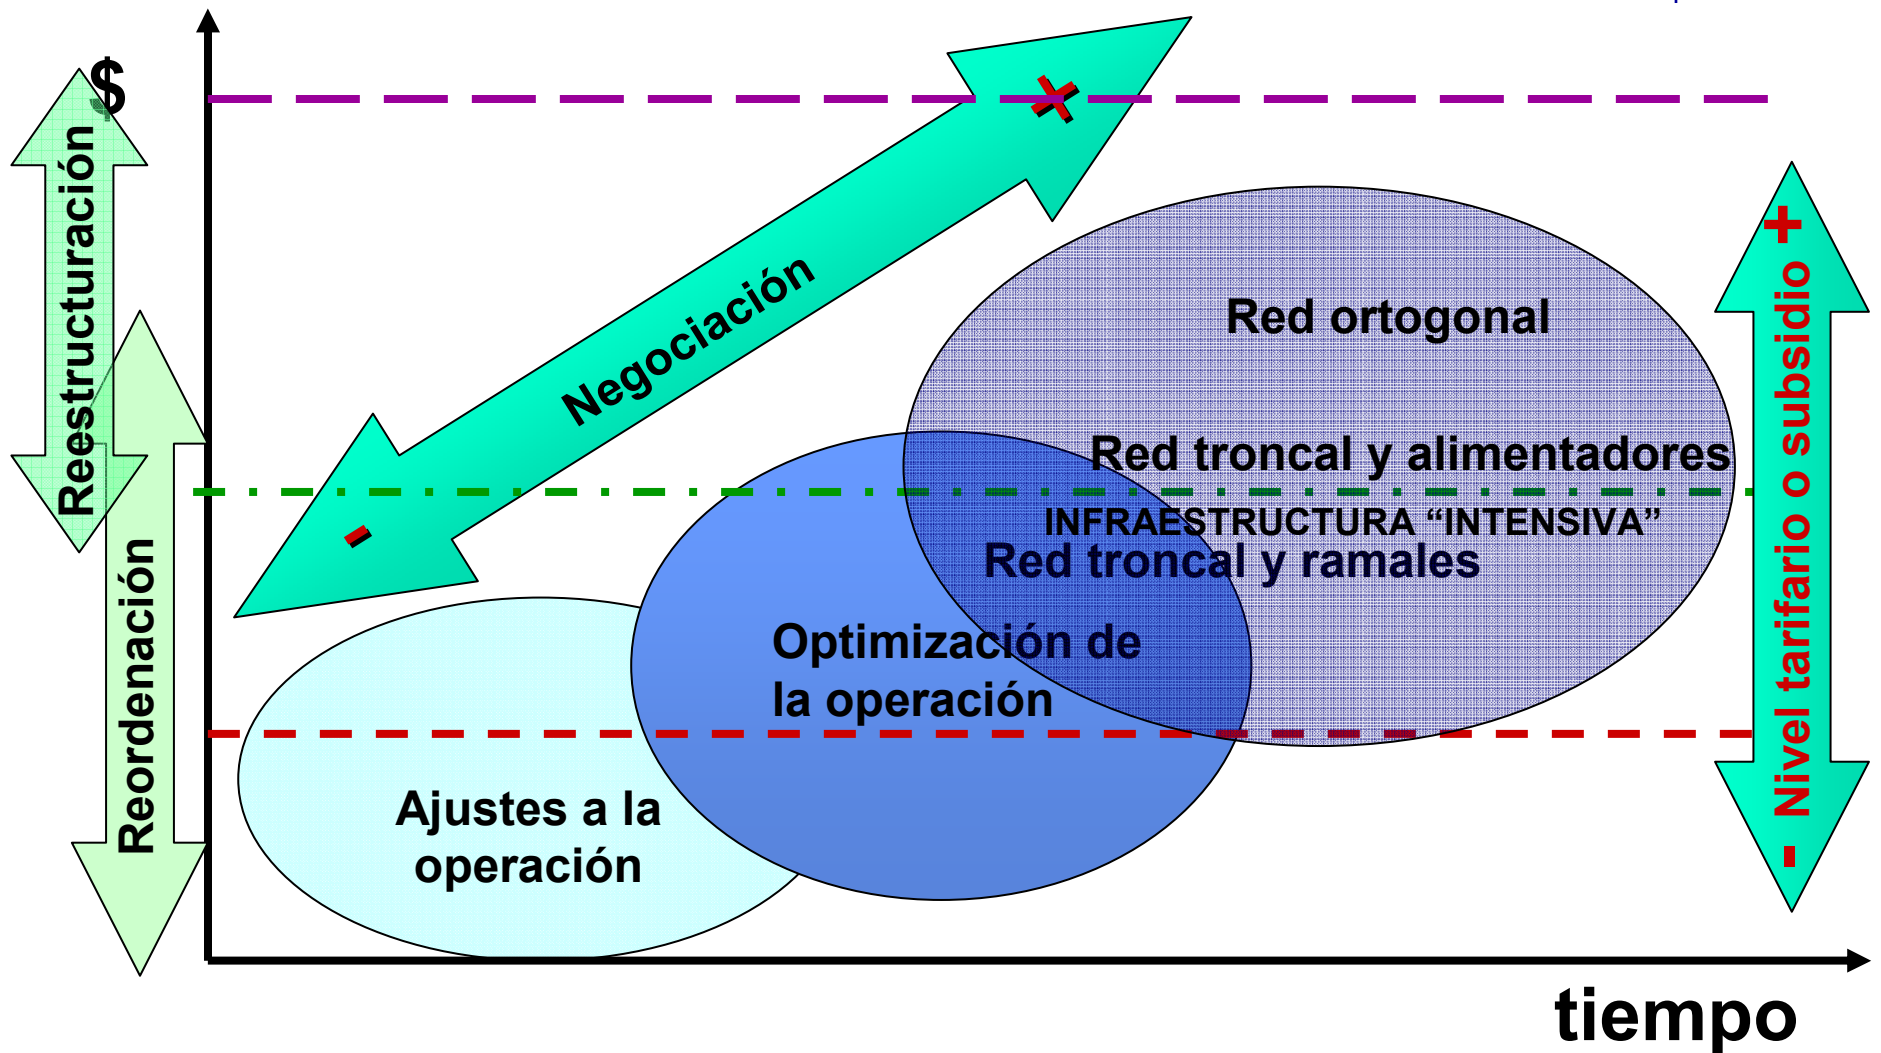 $
Reestructuración
Reordenación
Negociación
+
-
Red ortogonal
Red troncal y alimentadores
INFRAESTRUCTURA “INTENSIVA”
Red troncal y ramales
Optimización de
la operación
Ajustes a la
operación
- Nivel tarifario o subsidio +
tiempo